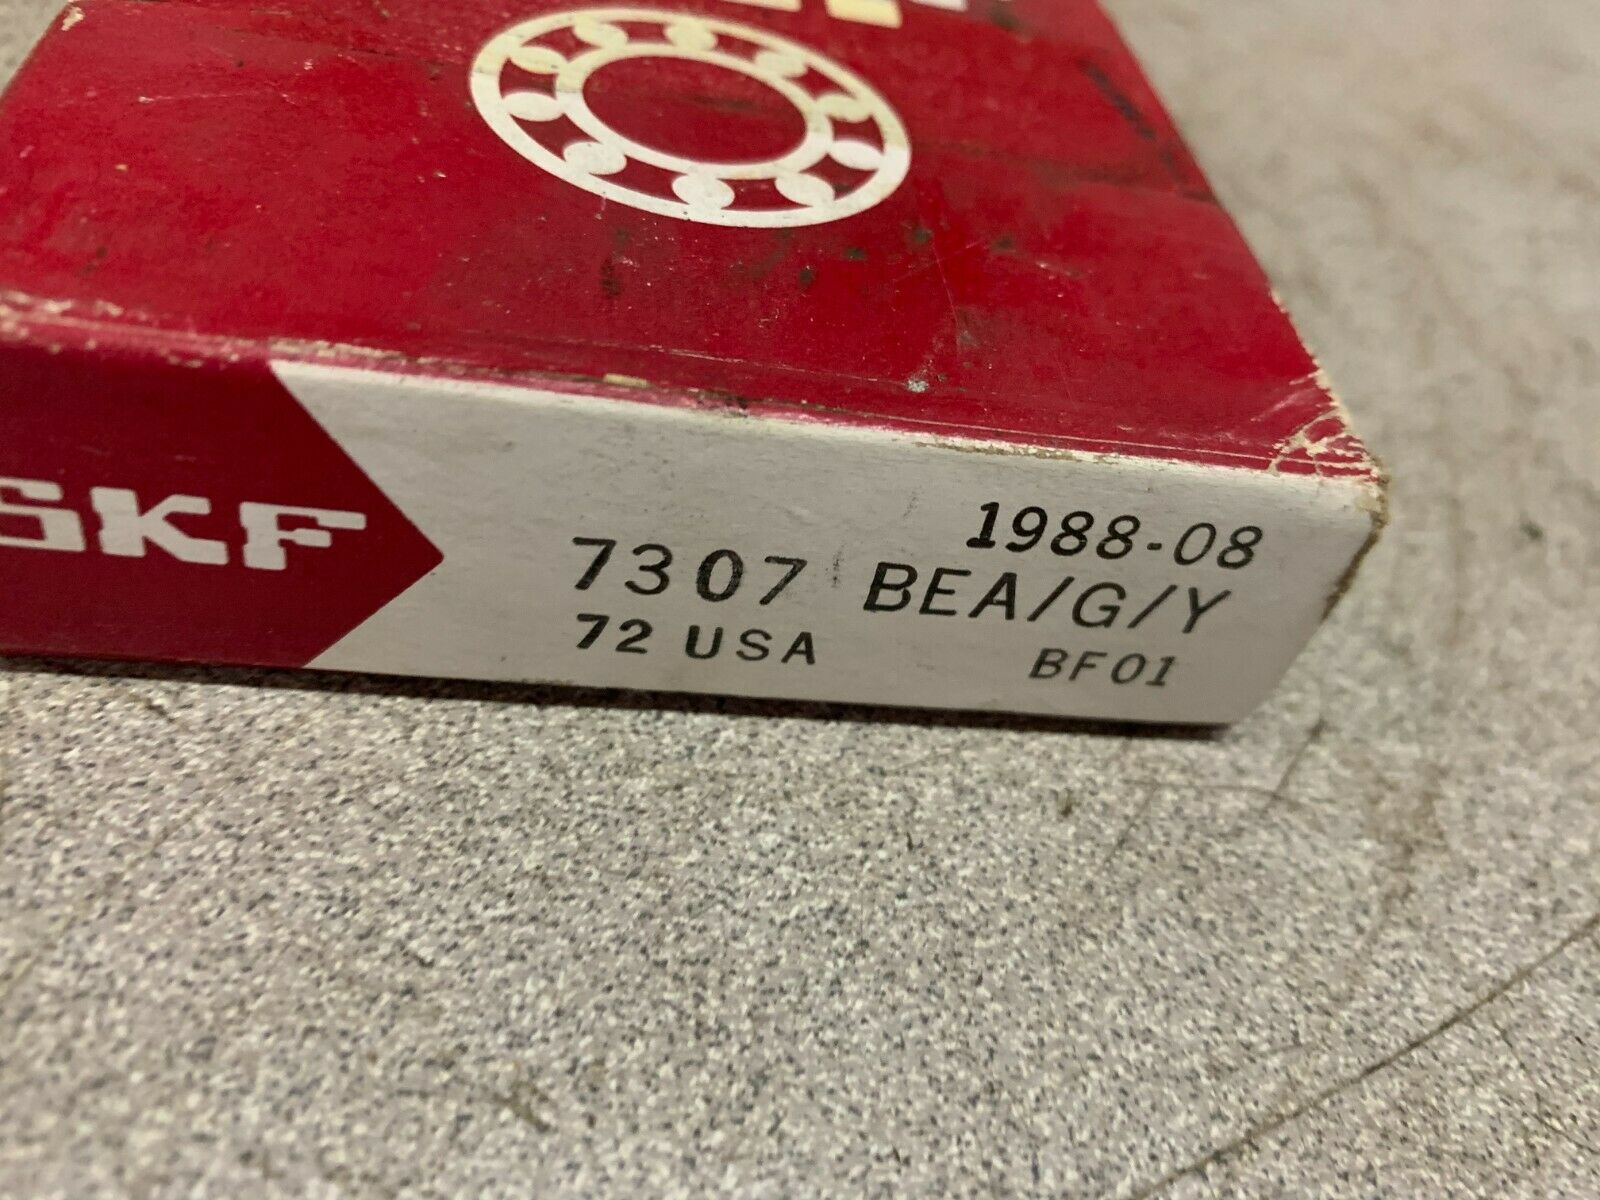 SKF
1988-08
7307 BEA/G/Y
72 USA BF01